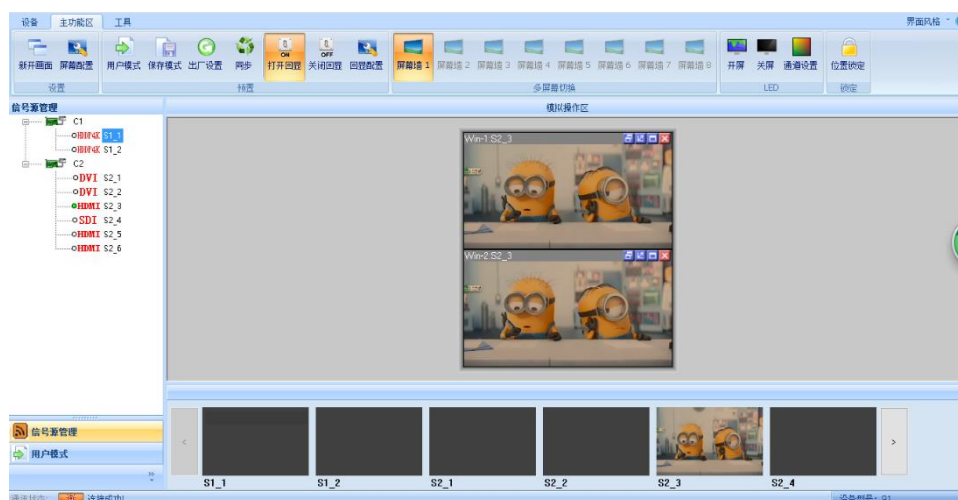 设备 主功能区 工具 界面风格
新开画面 屏幕配置 用户模式 保存模式 出厂设置 同步 打开回显 关闭回显 回显配置 屏幕墙 1 屏幕墙 2 屏幕墙 3 屏幕墙 4 屏幕墙 5 屏幕墙 6 屏幕墙 7 屏幕墙 8 开屏 关屏 通道设置 位置锁定
ON OFF
设置 预置 多屏幕切换 LED 锁定
信号源管理 模拟操作区
C1
S1_1
S1_2
C2
DVI S2_1
DVI S2_2
HDMI S2_3
SDI S2_4
HDMI S2_5
HDMI S2_6
Win-1:S2_3
Win-2:S2_3
信号源管理
用户模式
S1_1 S1_2 S2_1 S2_2 S2_3 S2_4
连接成功!